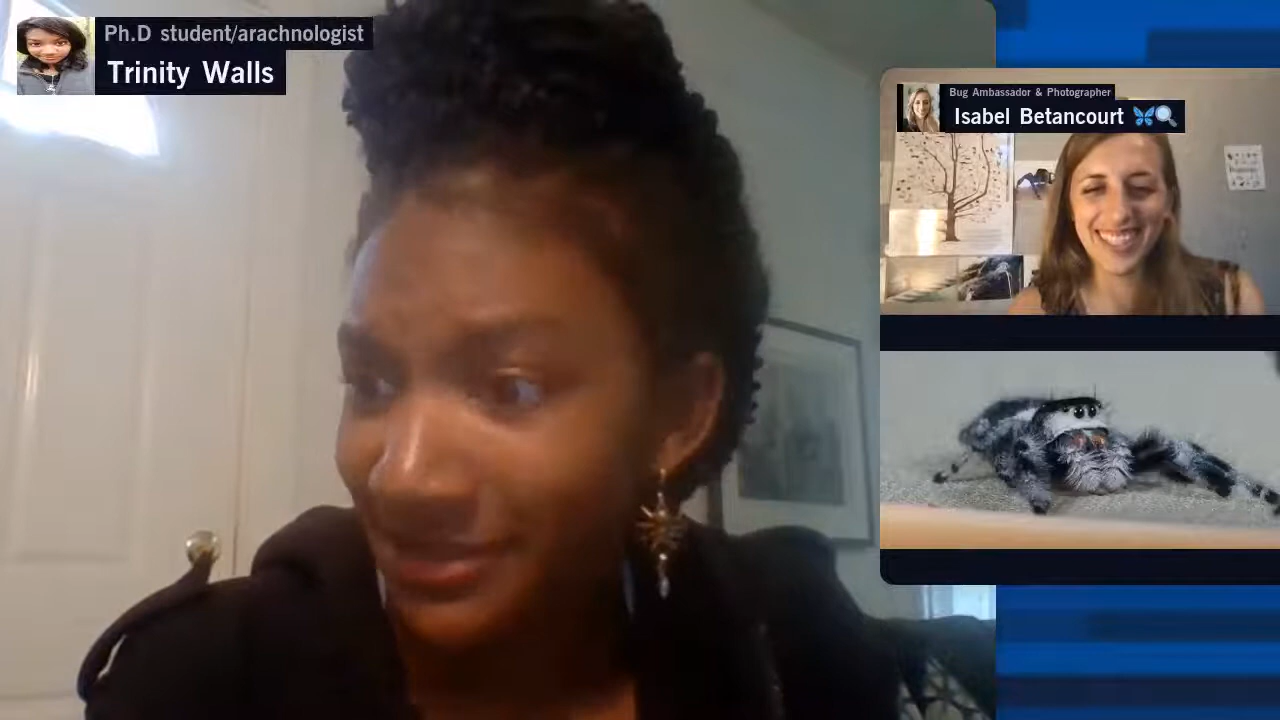 Ph.D student/arachnologist
Trinity Walls
Bug Ambassador & Photographer
Isabel Betancourt 🦋🔍